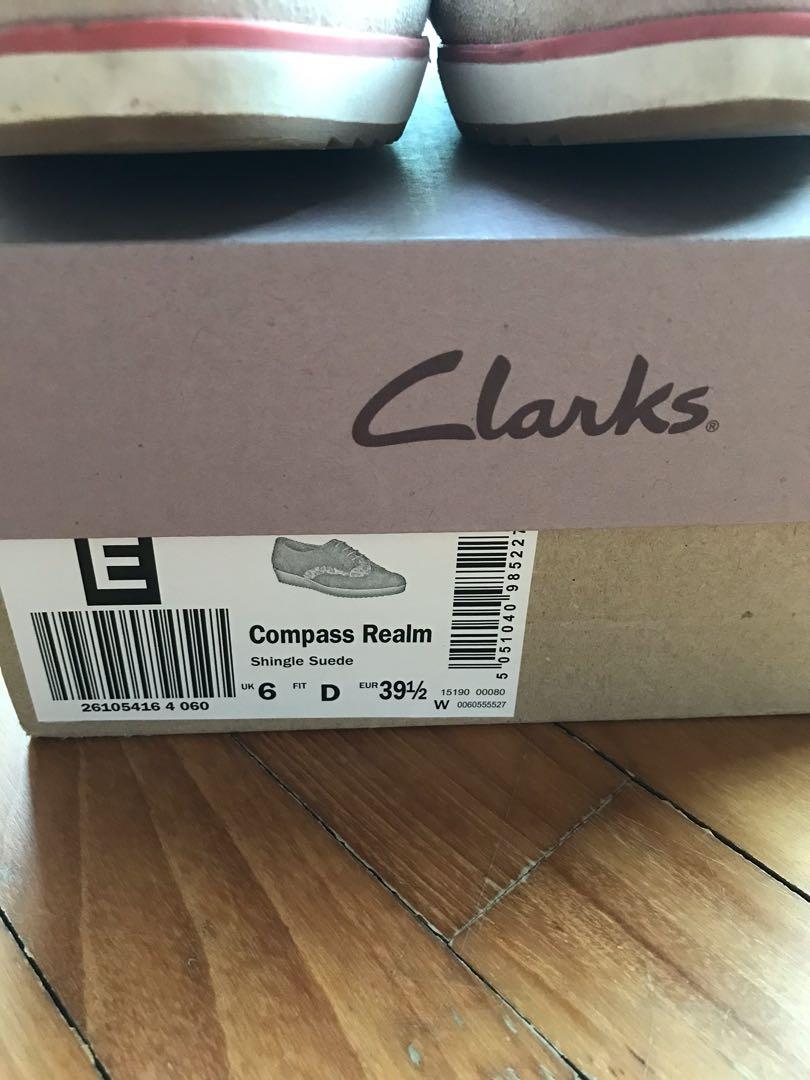 Clarks®
E
Compass Realm
Shingle Suede
UK 6 FIT D EUR 39½
26105416 4 060
5 051040 985227
15190 00080
W 0060555527